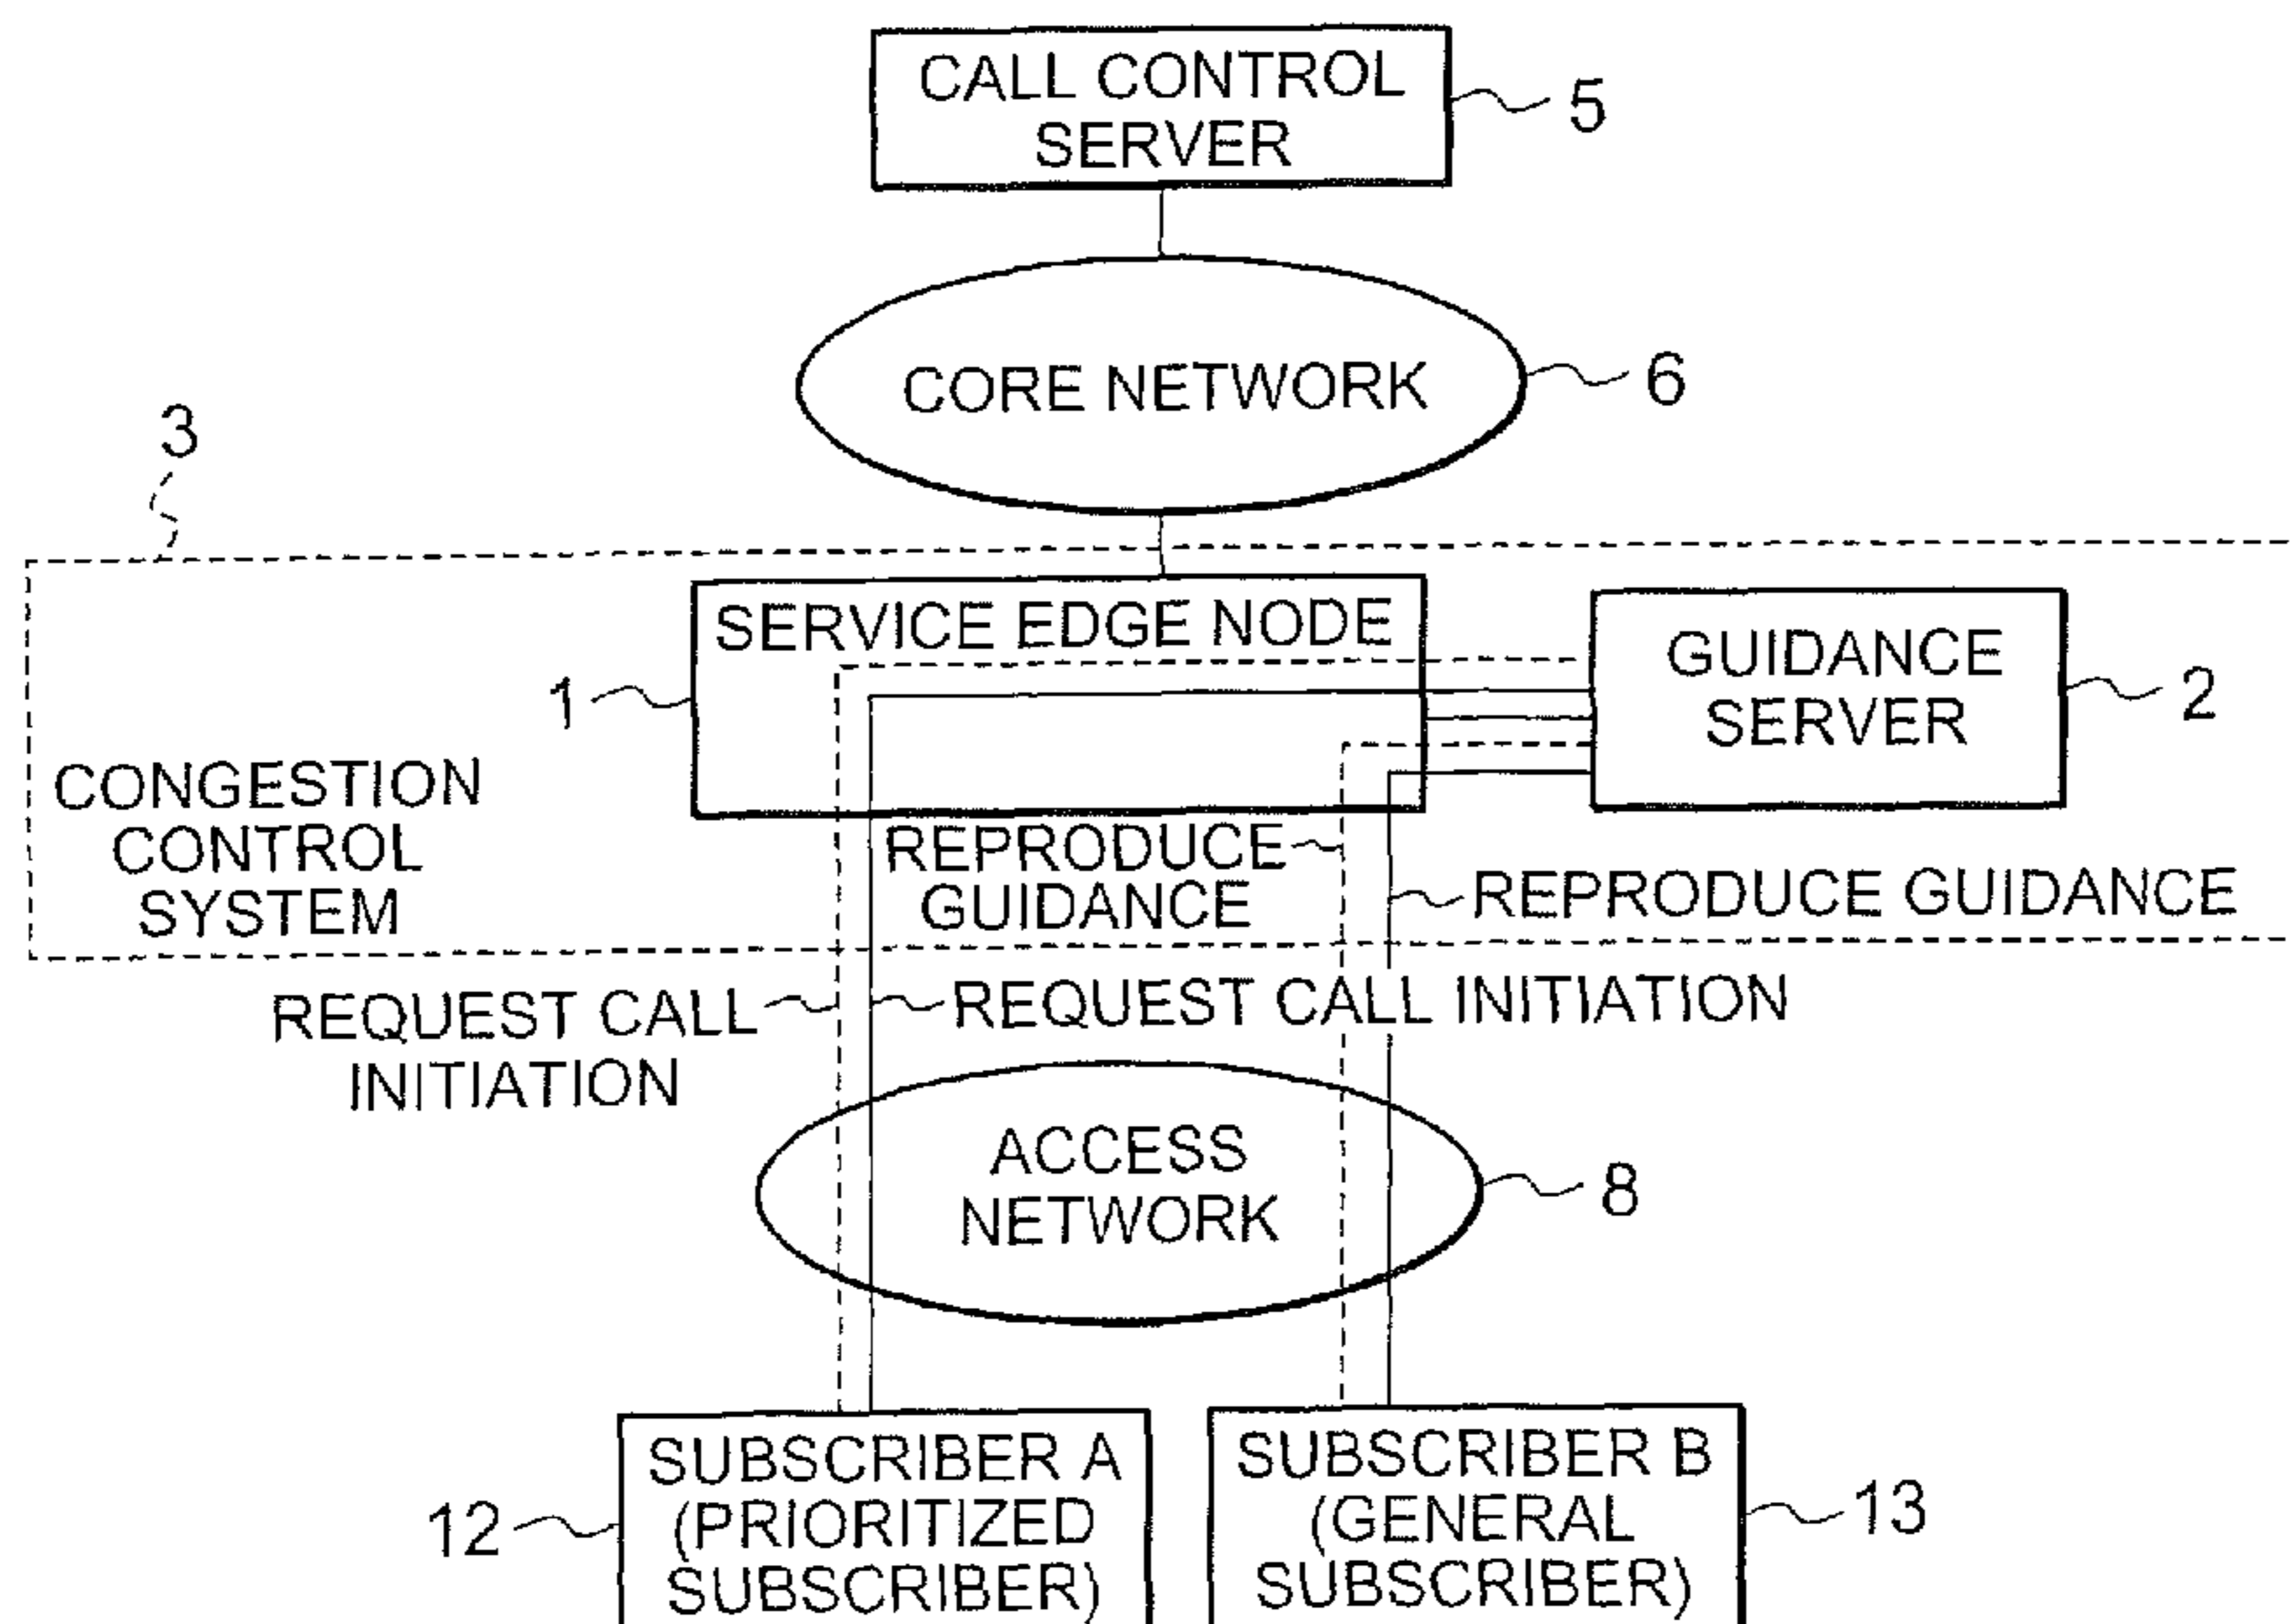 CALL CONTROL
SERVER
5
CORE NETWORK
6
3
SERVICE EDGE NODE
1
GUIDANCE
SERVER
2
CONGESTION
CONTROL
SYSTEM
REPRODUCE
GUIDANCE
REPRODUCE GUIDANCE
REQUEST CALL
INITIATION
REQUEST CALL INITIATION
ACCESS
NETWORK
8
SUBSCRIBER A
(PRIORITIZED
SUBSCRIBER)
12
SUBSCRIBER B
(GENERAL
SUBSCRIBER)
13